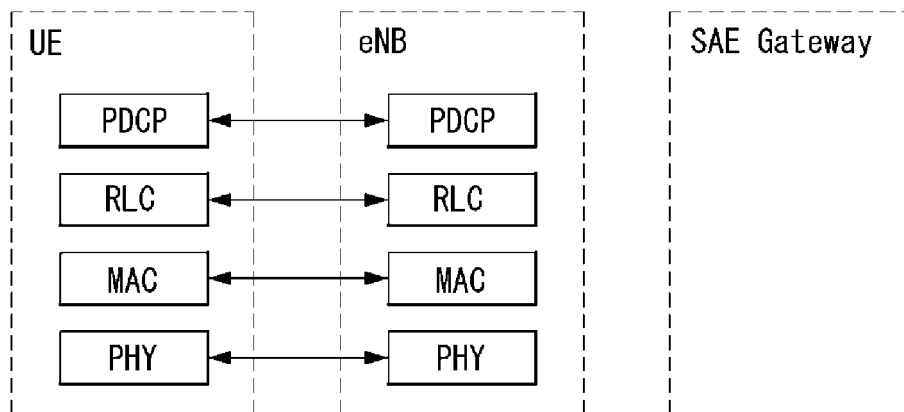 UE eNB SAE Gateway
PDCP PDCP
RLC RLC
MAC MAC
PHY PHY